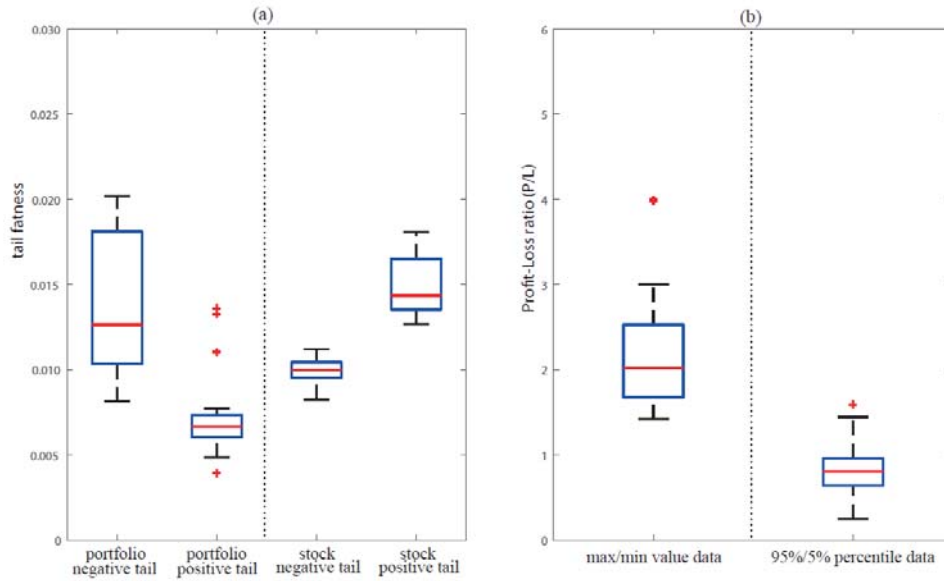 (a)
0.030
0.025
0.020
0.015
0.010
0.005
0
tail fatness
portfolio
negative tail
portfolio
positive tail
stock
negative tail
stock
positive tail
(b)
6
5
4
3
2
1
0
Profit-Loss ratio (P/L)
max/min value data
95%/5% percentile data